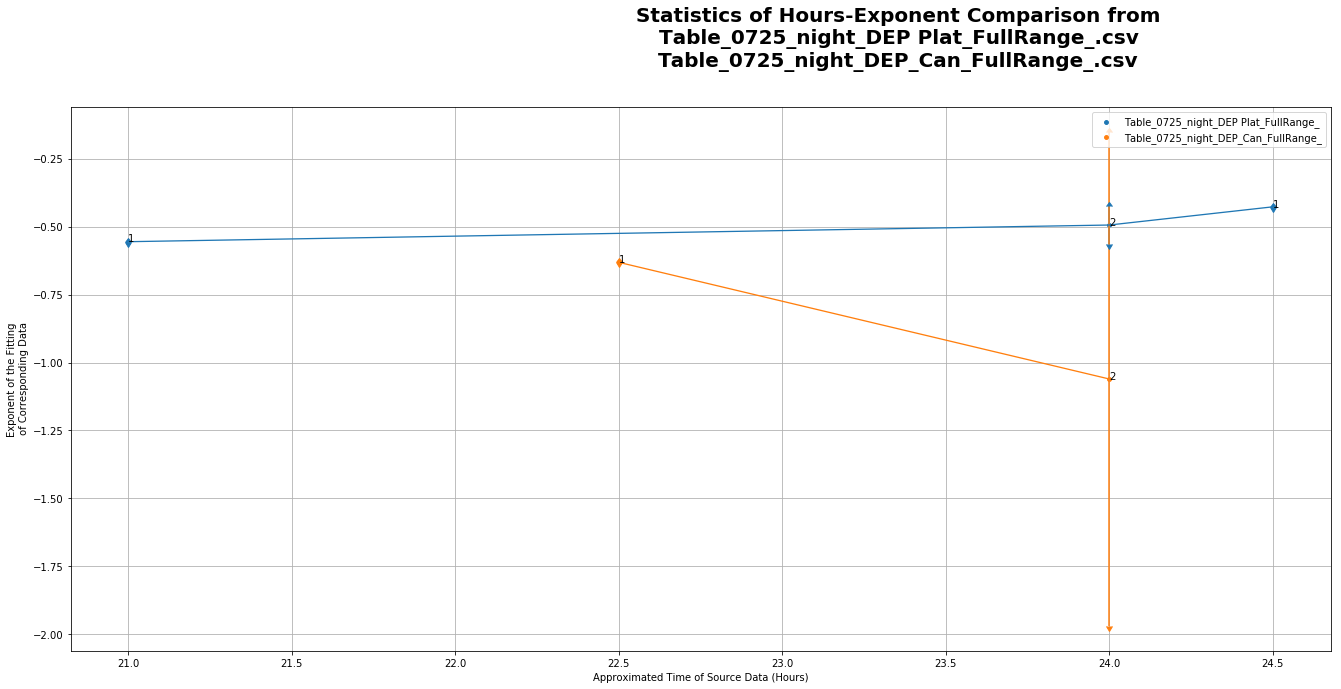 Statistics of Hours-Exponent Comparison from
Table_0725_night_DEP Plat_FullRange_.csv
Table_0725_night_DEP_Can_FullRange_.csv
Table_0725_night_DEP Plat_FullRange_
Table_0725_night_DEP_Can_FullRange_
−0.25
−0.50
−0.75
−1.00
−1.25
−1.50
−1.75
−2.00
Exponent of the Fitting
of Corresponding Data
1
2
1
1
2
21.0
21.5
22.0
22.5
23.0
23.5
24.0
24.5
Approximated Time of Source Data (Hours)